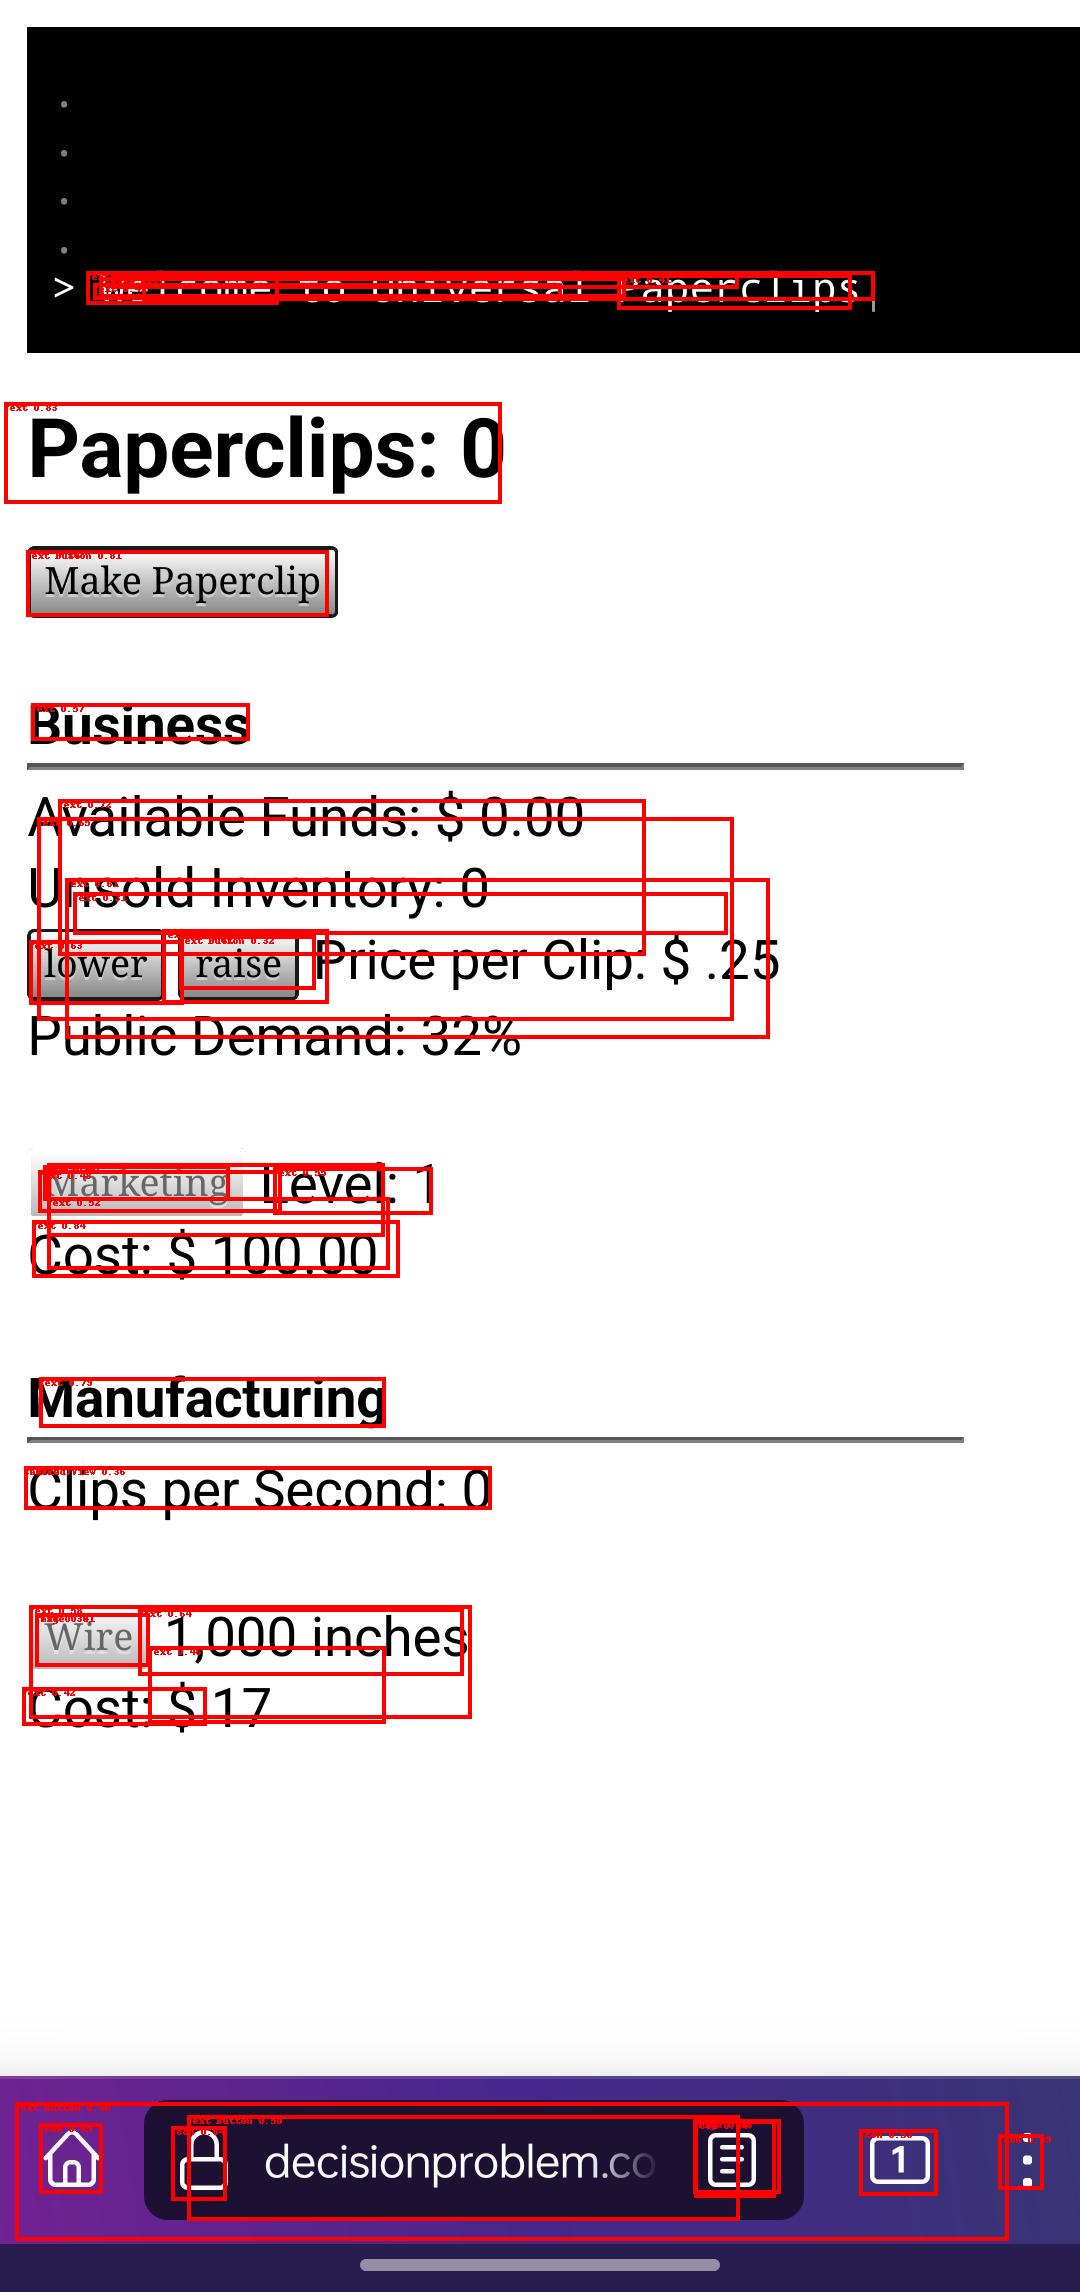 > Welcome to Universal Paperclips
Paperclips: 0
Make Paperclip
Business
Available Funds: $ 0.00
Unsold Inventory: 0
lower raise Price per Clip: $ .25
Public Demand: 32%
Marketing Level: 1
Cost: $ 100.00
Manufacturing
Clips per Second: 0
Wire 1,000 inches
Cost: $ 17
decisionproblem.co
1